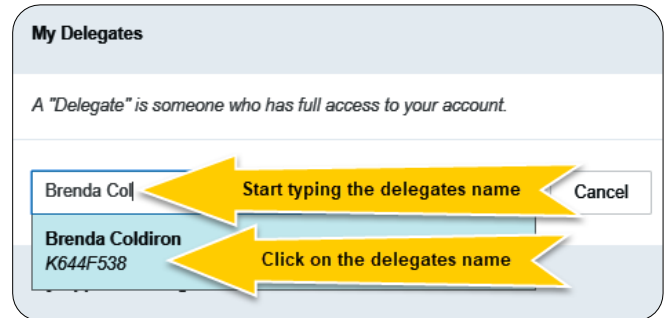 My Delegates
A "Delegate" is someone who has full access to your account.
Brenda Col Start typing the delegates name Cancel
Brenda Coldiron
K644F538 Click on the delegates name